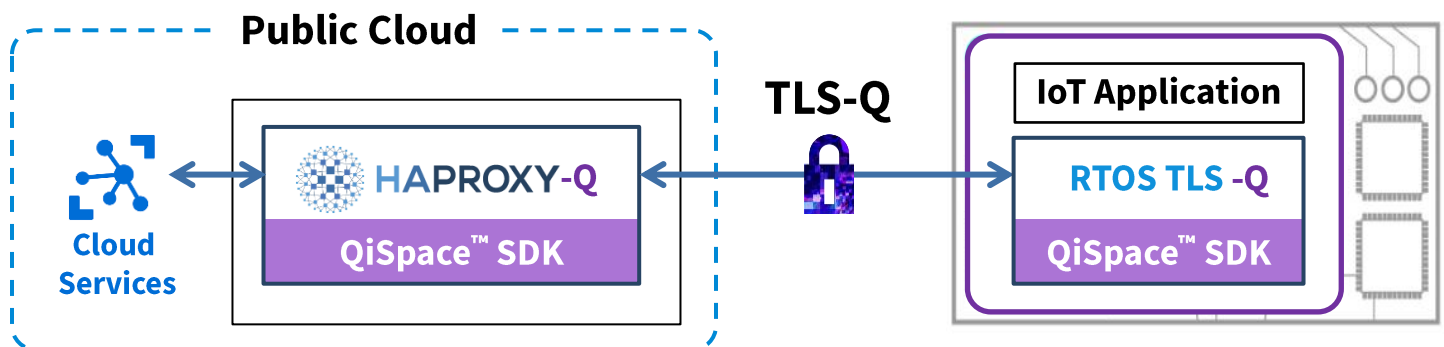 Public Cloud
Cloud
Services
HAPROXY-Q
QiSpace™ SDK
TLS-Q
IoT Application
RTOS TLS -Q
QiSpace™ SDK